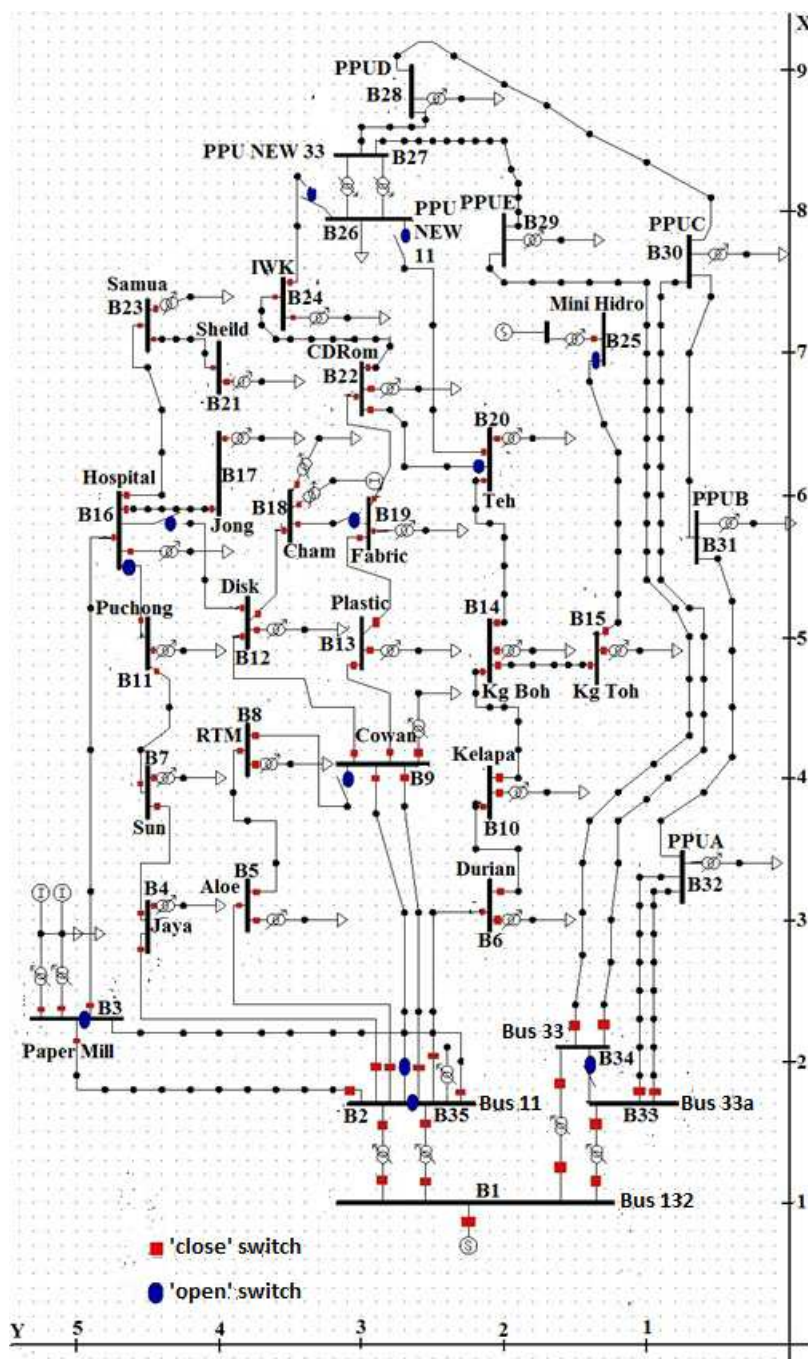 X
9
PPUD
B28
PPU NEW 33
B27
8
PPU
NEW
11
B26
PPUE
B29
PPUC
B30
IWK
B24
Samua
B23
Sheild
B21
Mini Hidro
S
B25
7
CDRom
B22
B20
Teh
Hospital
B16
B17
Jong
B18
Cham
I
B19
Fabric
6
PPUB
B31
Puchong
B11
Disk
B12
Plastic
B13
B14
Kg Boh
B15
Kg Toh
5
B8
RTM
Cowan
B9
B7
Sun
Kelapa
B10
4
PPUA
B32
B4
Jaya
Aloe
B5
Durian
B6
3
I I
B3
Paper Mill
Bus 33
B34
2
B2
B35
Bus 11
B33
Bus 33a
B1
Bus 132
1
S
'close' switch
'open' switch
Y 5 4 3 2 1